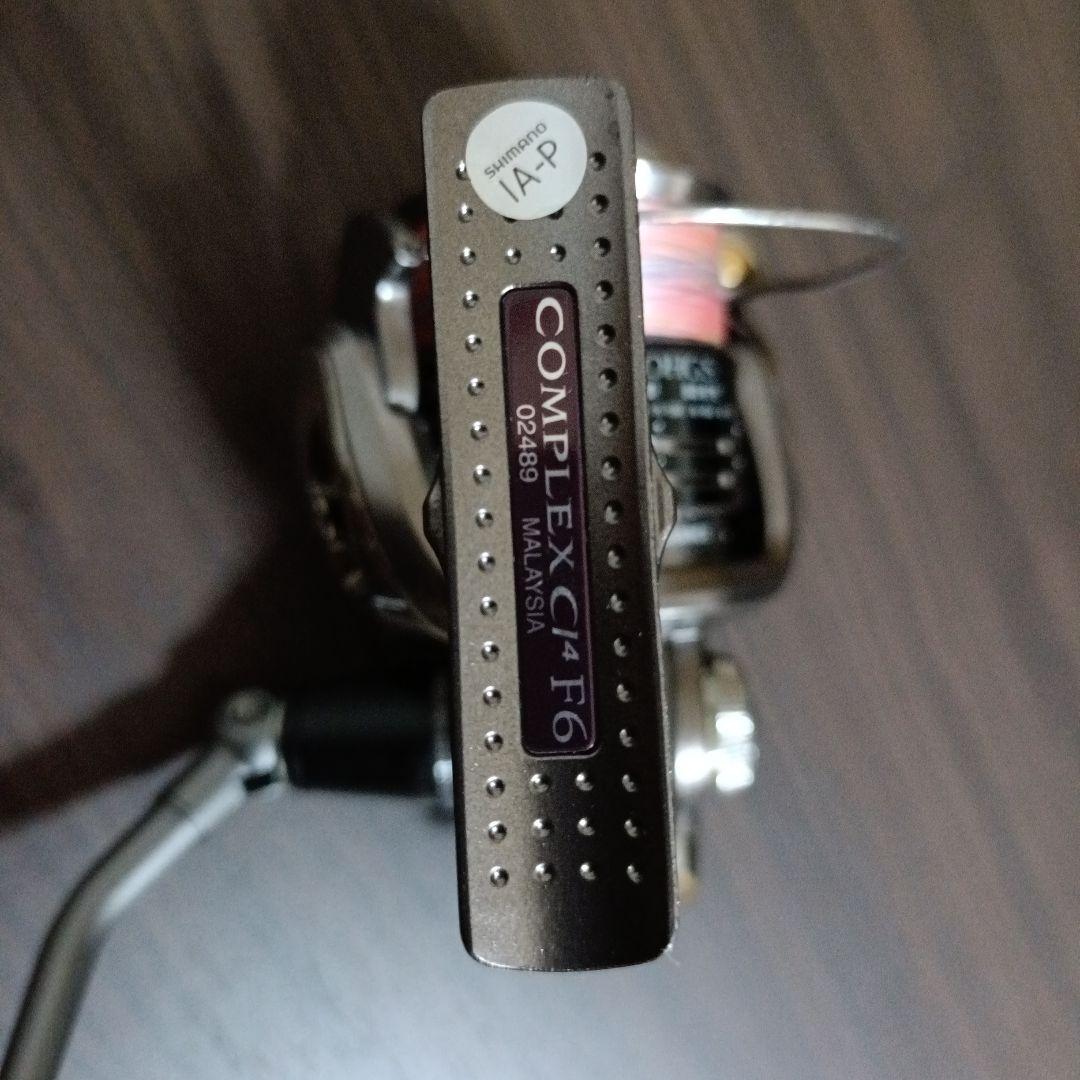 SHIMANO
IA-P
COMPLEX CI4 F6
02489 MALAYSIA